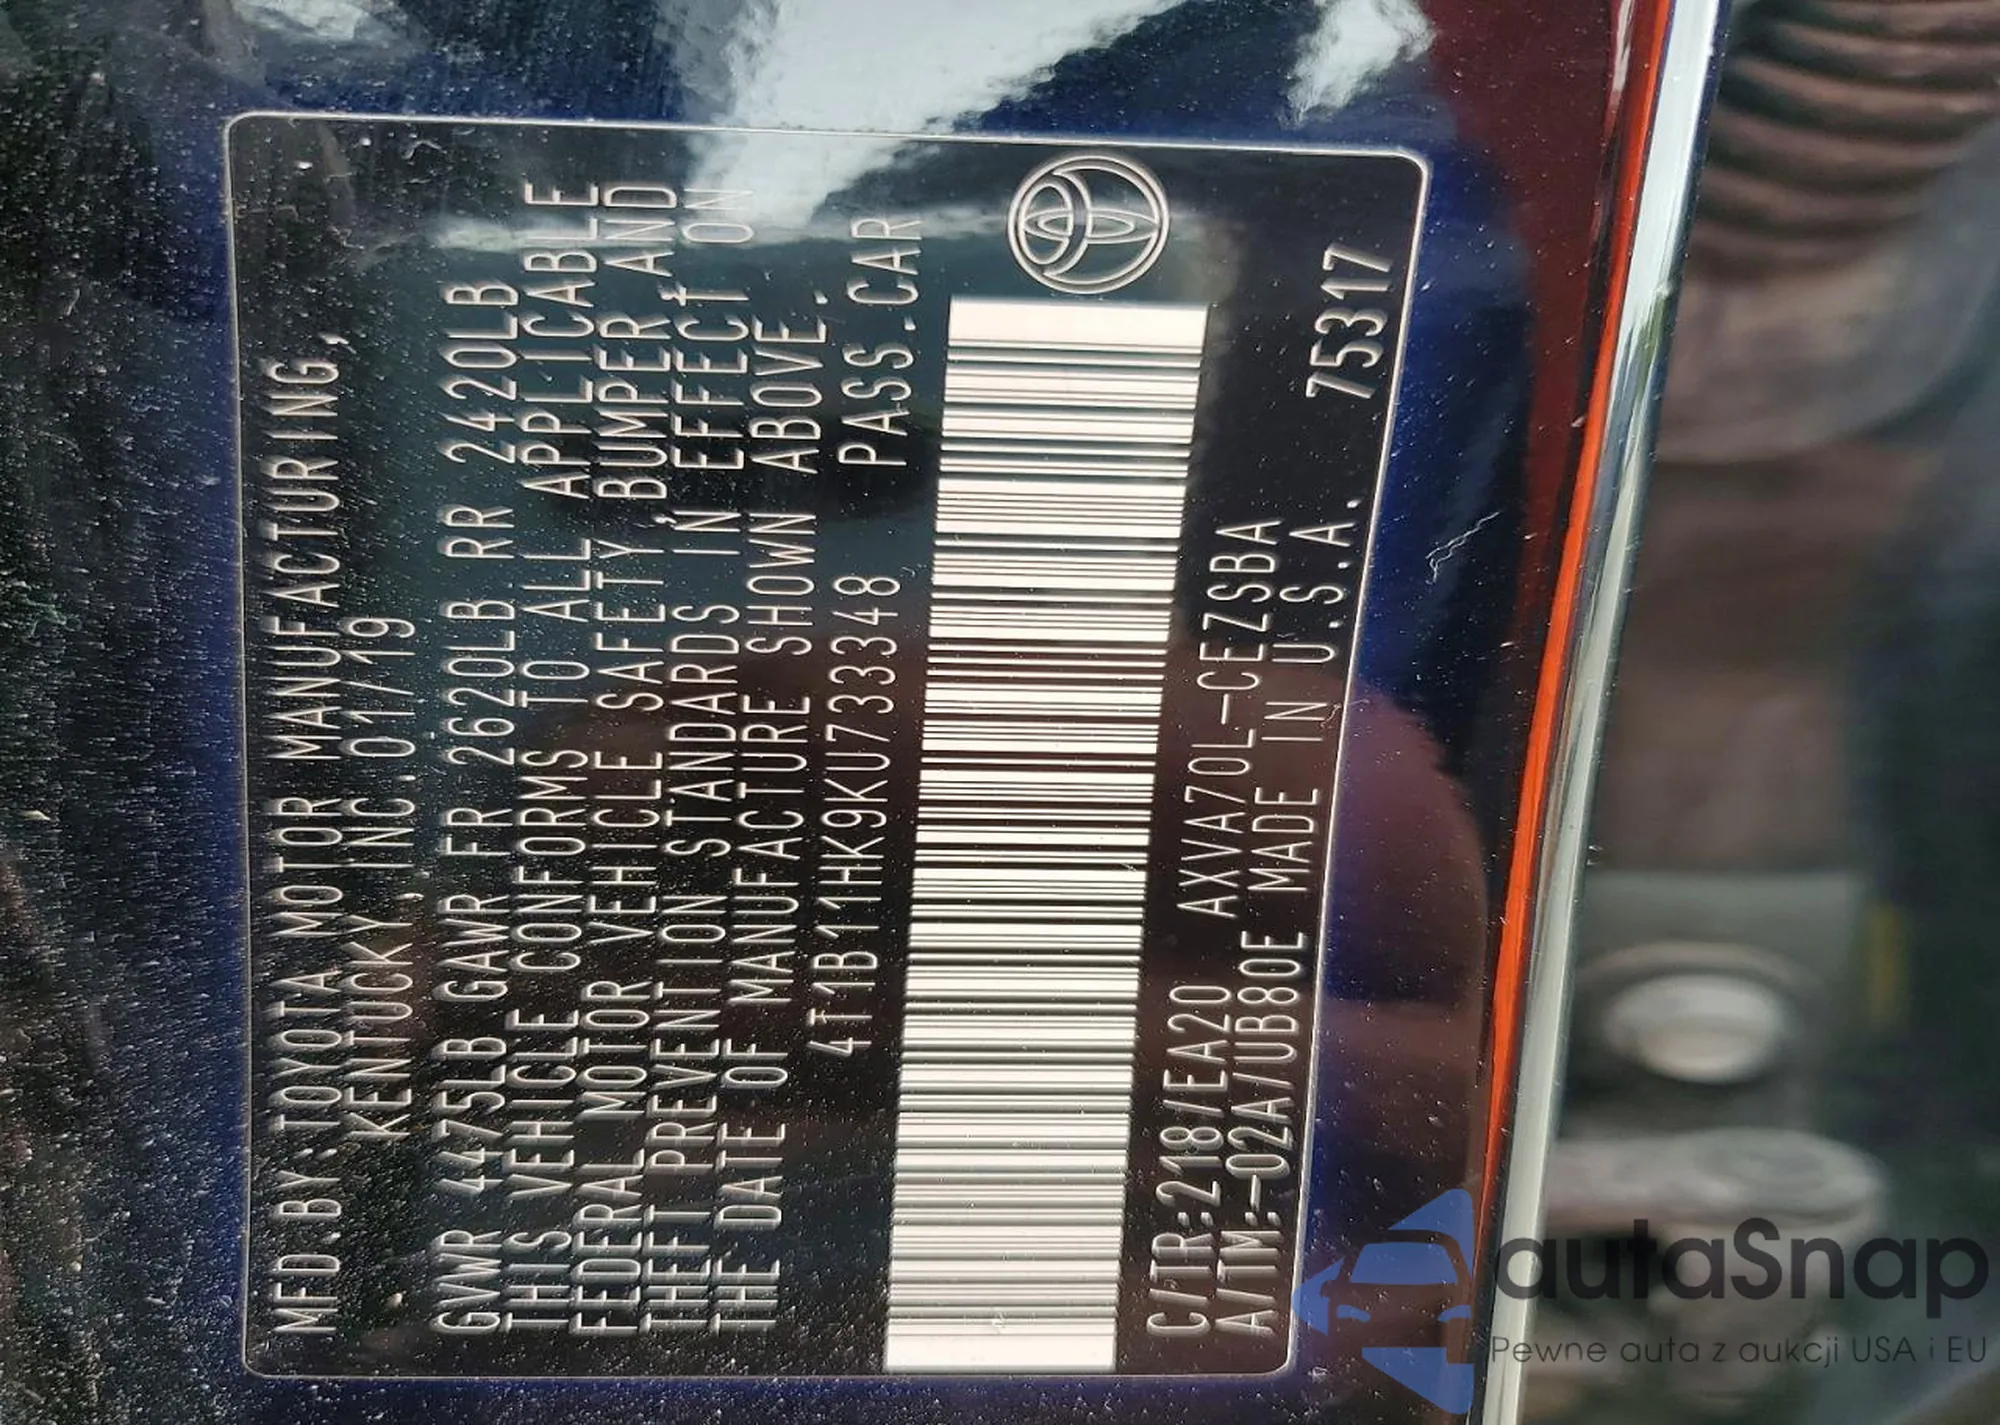 MFD.BY:TOYOTA MOTOR MANUFACTURING,
KENTUCKY, INC.01/19
GVWR 4475LB GAWR FR 2620LB RR 2420LB
THIS VEHICLE CONFORMS TO ALL APPLICABLE
FEDERAL MOTOR VEHICLE SAFETY,BUMPER,AND
THEFT PREVENTION STANDARDS IN EFFECT ON
THE DATE OF MANUFACTURE SHOWN ABOVE.
4T1B11HK9KU733348 PASS.CAR
C/TR:218/EA20 AXVA70L-CEZSBA
A/TM:-02A/UB80E MADE IN U.S.A. 75317
autaSnap
Pewne auta z aukcji USA i EU